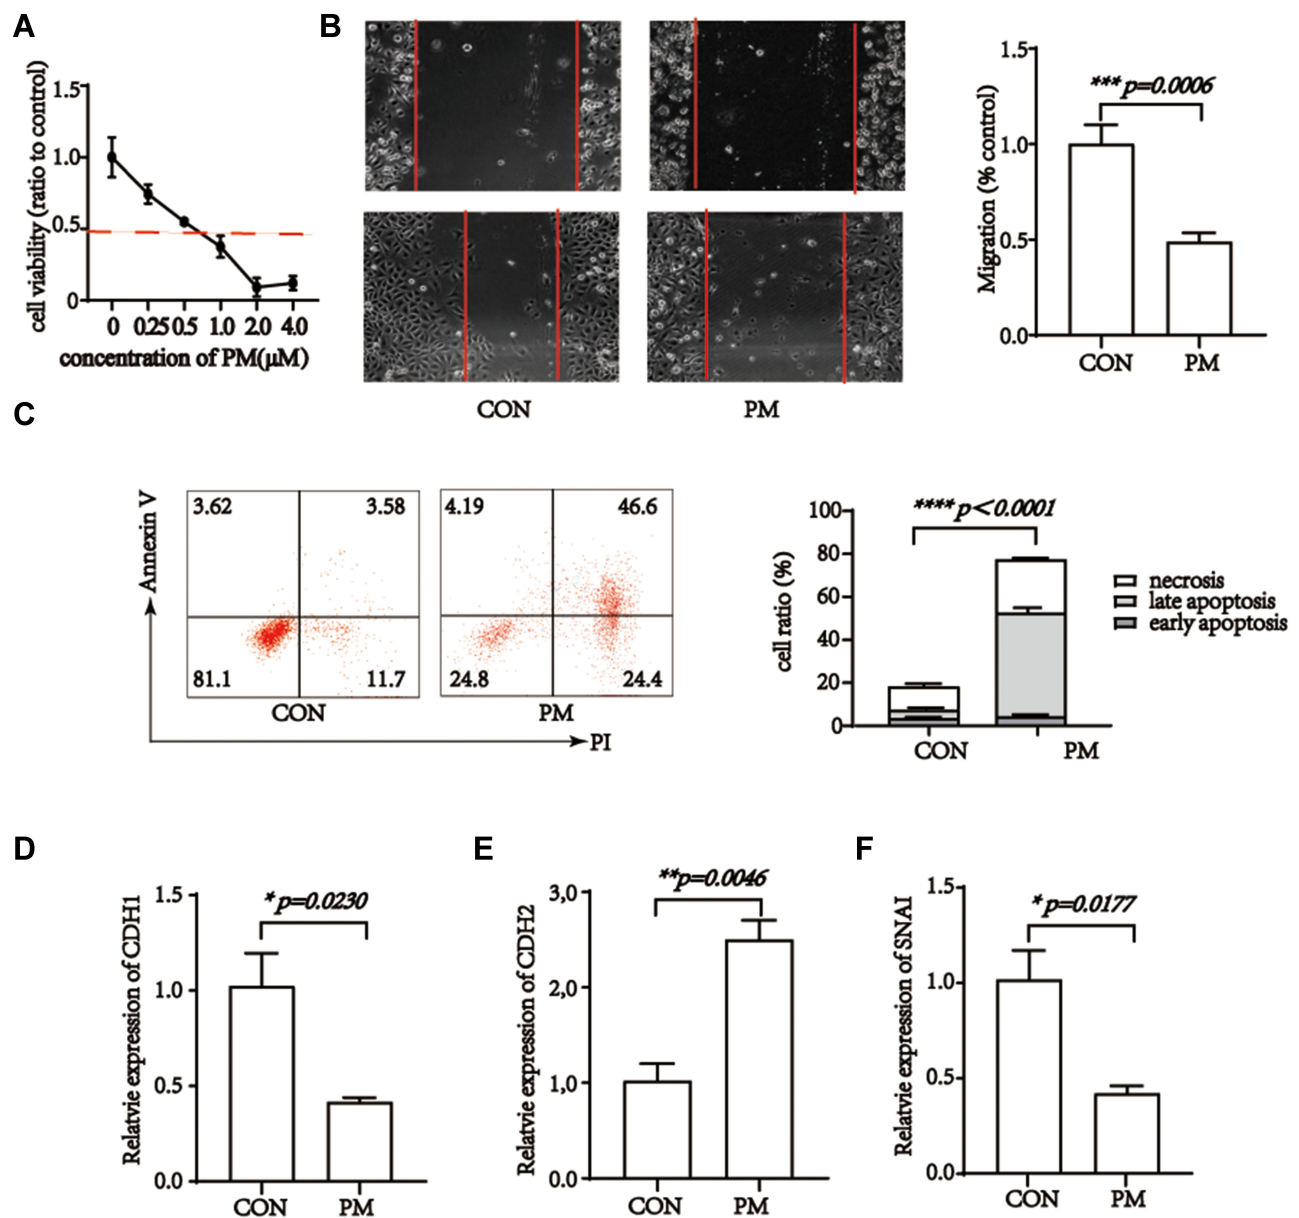 A
cell viability (ratio to control)
1.5
1.0
0.5
0
0 0.25 0.5 1.0 2.0 4.0
concentration of PM(μM)
B
CON PM
Migration (% control)
1.5
1.0
0.5
0.0
*** p=0.0006
CON PM
C
Annexin V
3.62 3.58
81.1 11.7
CON
4.19 46.6
24.8 24.4
PM
PI
cell ratio (%)
100
80
60
40
20
0
**** p<0.0001
CON PM
necrosis
late apoptosis
early apoptosis
D
Relatvie expression of CDH1
1.5
1.0
0.5
0.0
* p=0.0230
CON PM
E
Relatvie expression of CDH2
3,0
2,0
1,0
0.0
**p=0.0046
CON PM
F
Relatvie expression of SNAI
1.5
1.0
0.5
0.0
* p=0.0177
CON PM